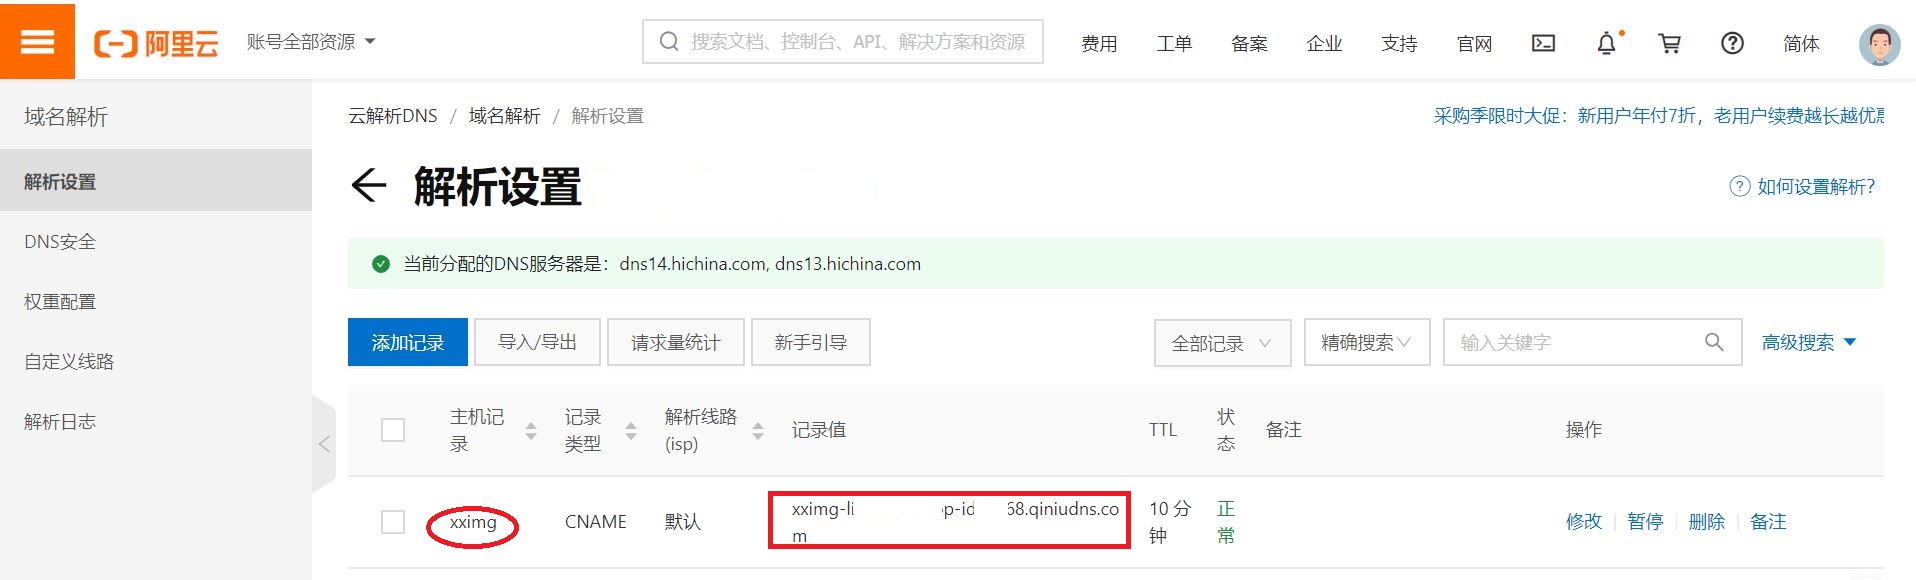 阿里云 账号全部资源 搜索文档、控制台、API、解决方案和资源 费用 工单 备案 企业 支持 官网 简体
域名解析
解析设置
DNS安全
权重配置
自定义线路
解析日志
云解析DNS / 域名解析 / 解析设置 采购季限时大促：新用户年付7折，老用户续费越长越优
解析设置 如何设置解析？
当前分配的DNS服务器是：dns14.hichina.com, dns13.hichina.com
添加记录 导入/导出 请求量统计 新手引导 全部记录 精确搜索 输入关键字 高级搜索
主机记录 记录类型 解析线路(isp) 记录值 TTL 状态 备注 操作
xximg CNAME 默认 xximg-li p-id 68.qiniudns.com 10 分钟 正常 修改 暂停 删除 备注